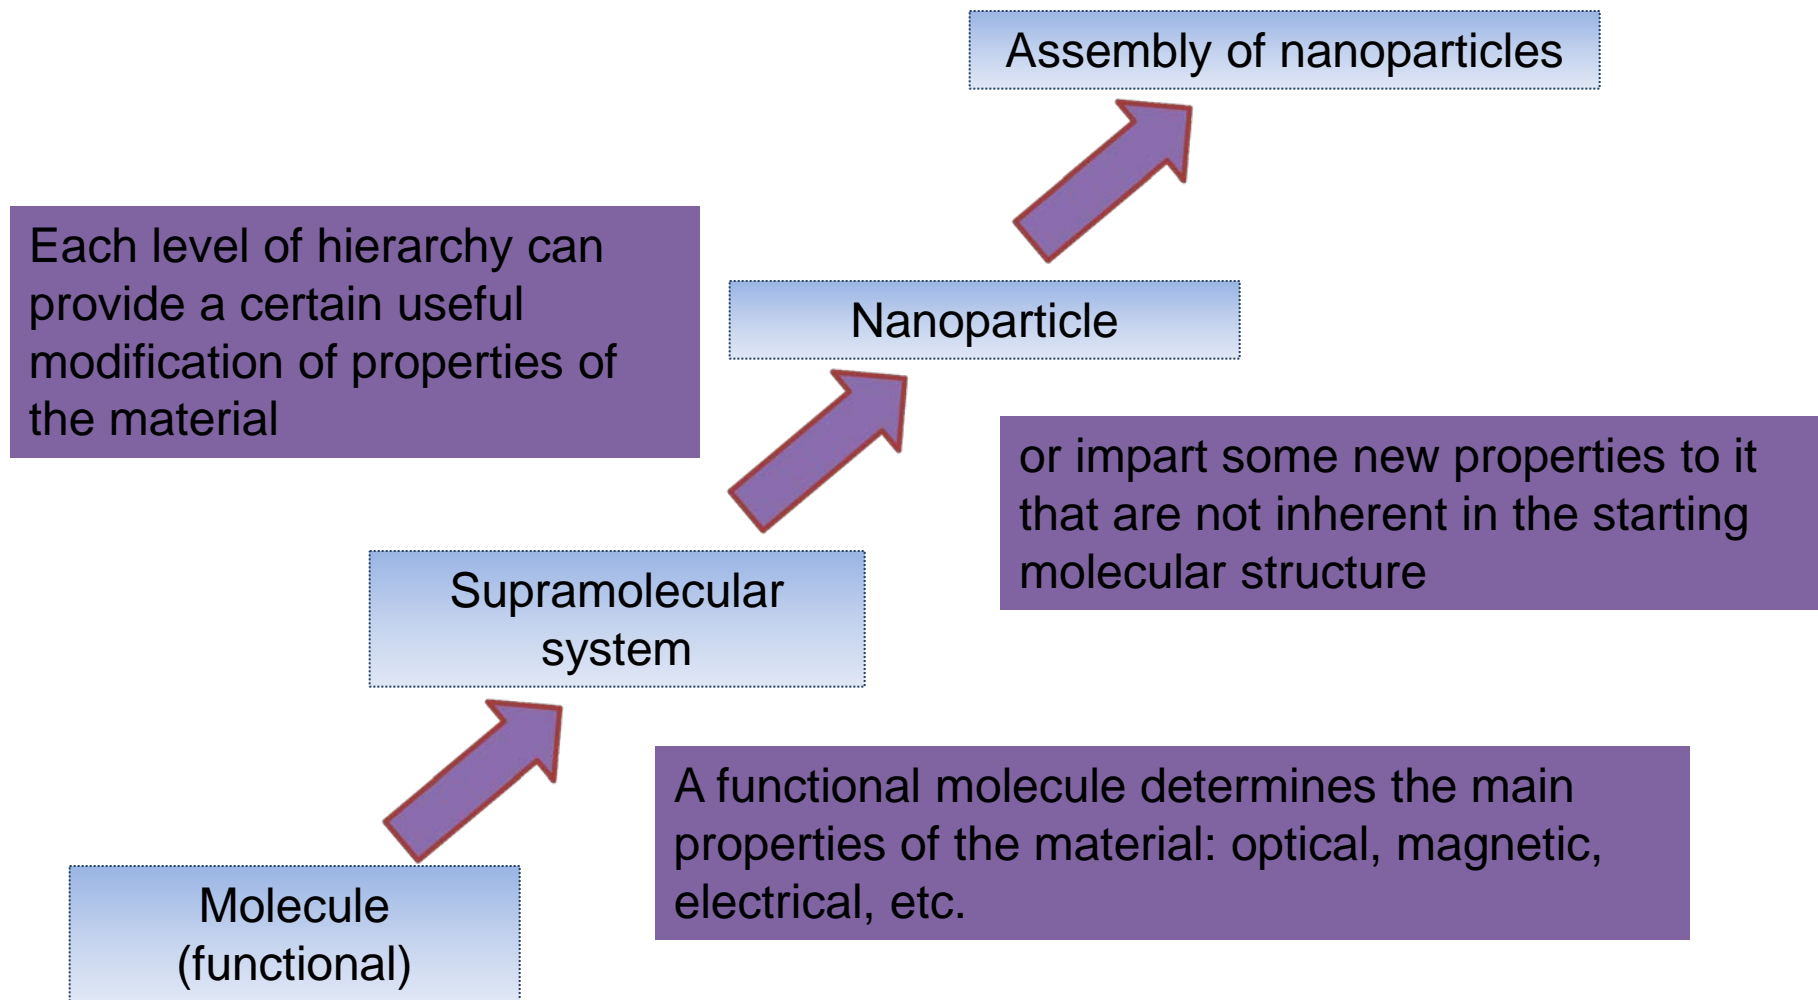 Assembly of nanoparticles
Each level of hierarchy can
provide a certain useful
modification of properties of
the material
Nanoparticle
or impart some new properties to it
that are not inherent in the starting
molecular structure
Supramolecular
system
A functional molecule determines the main
properties of the material: optical, magnetic,
electrical, etc.
Molecule
(functional)